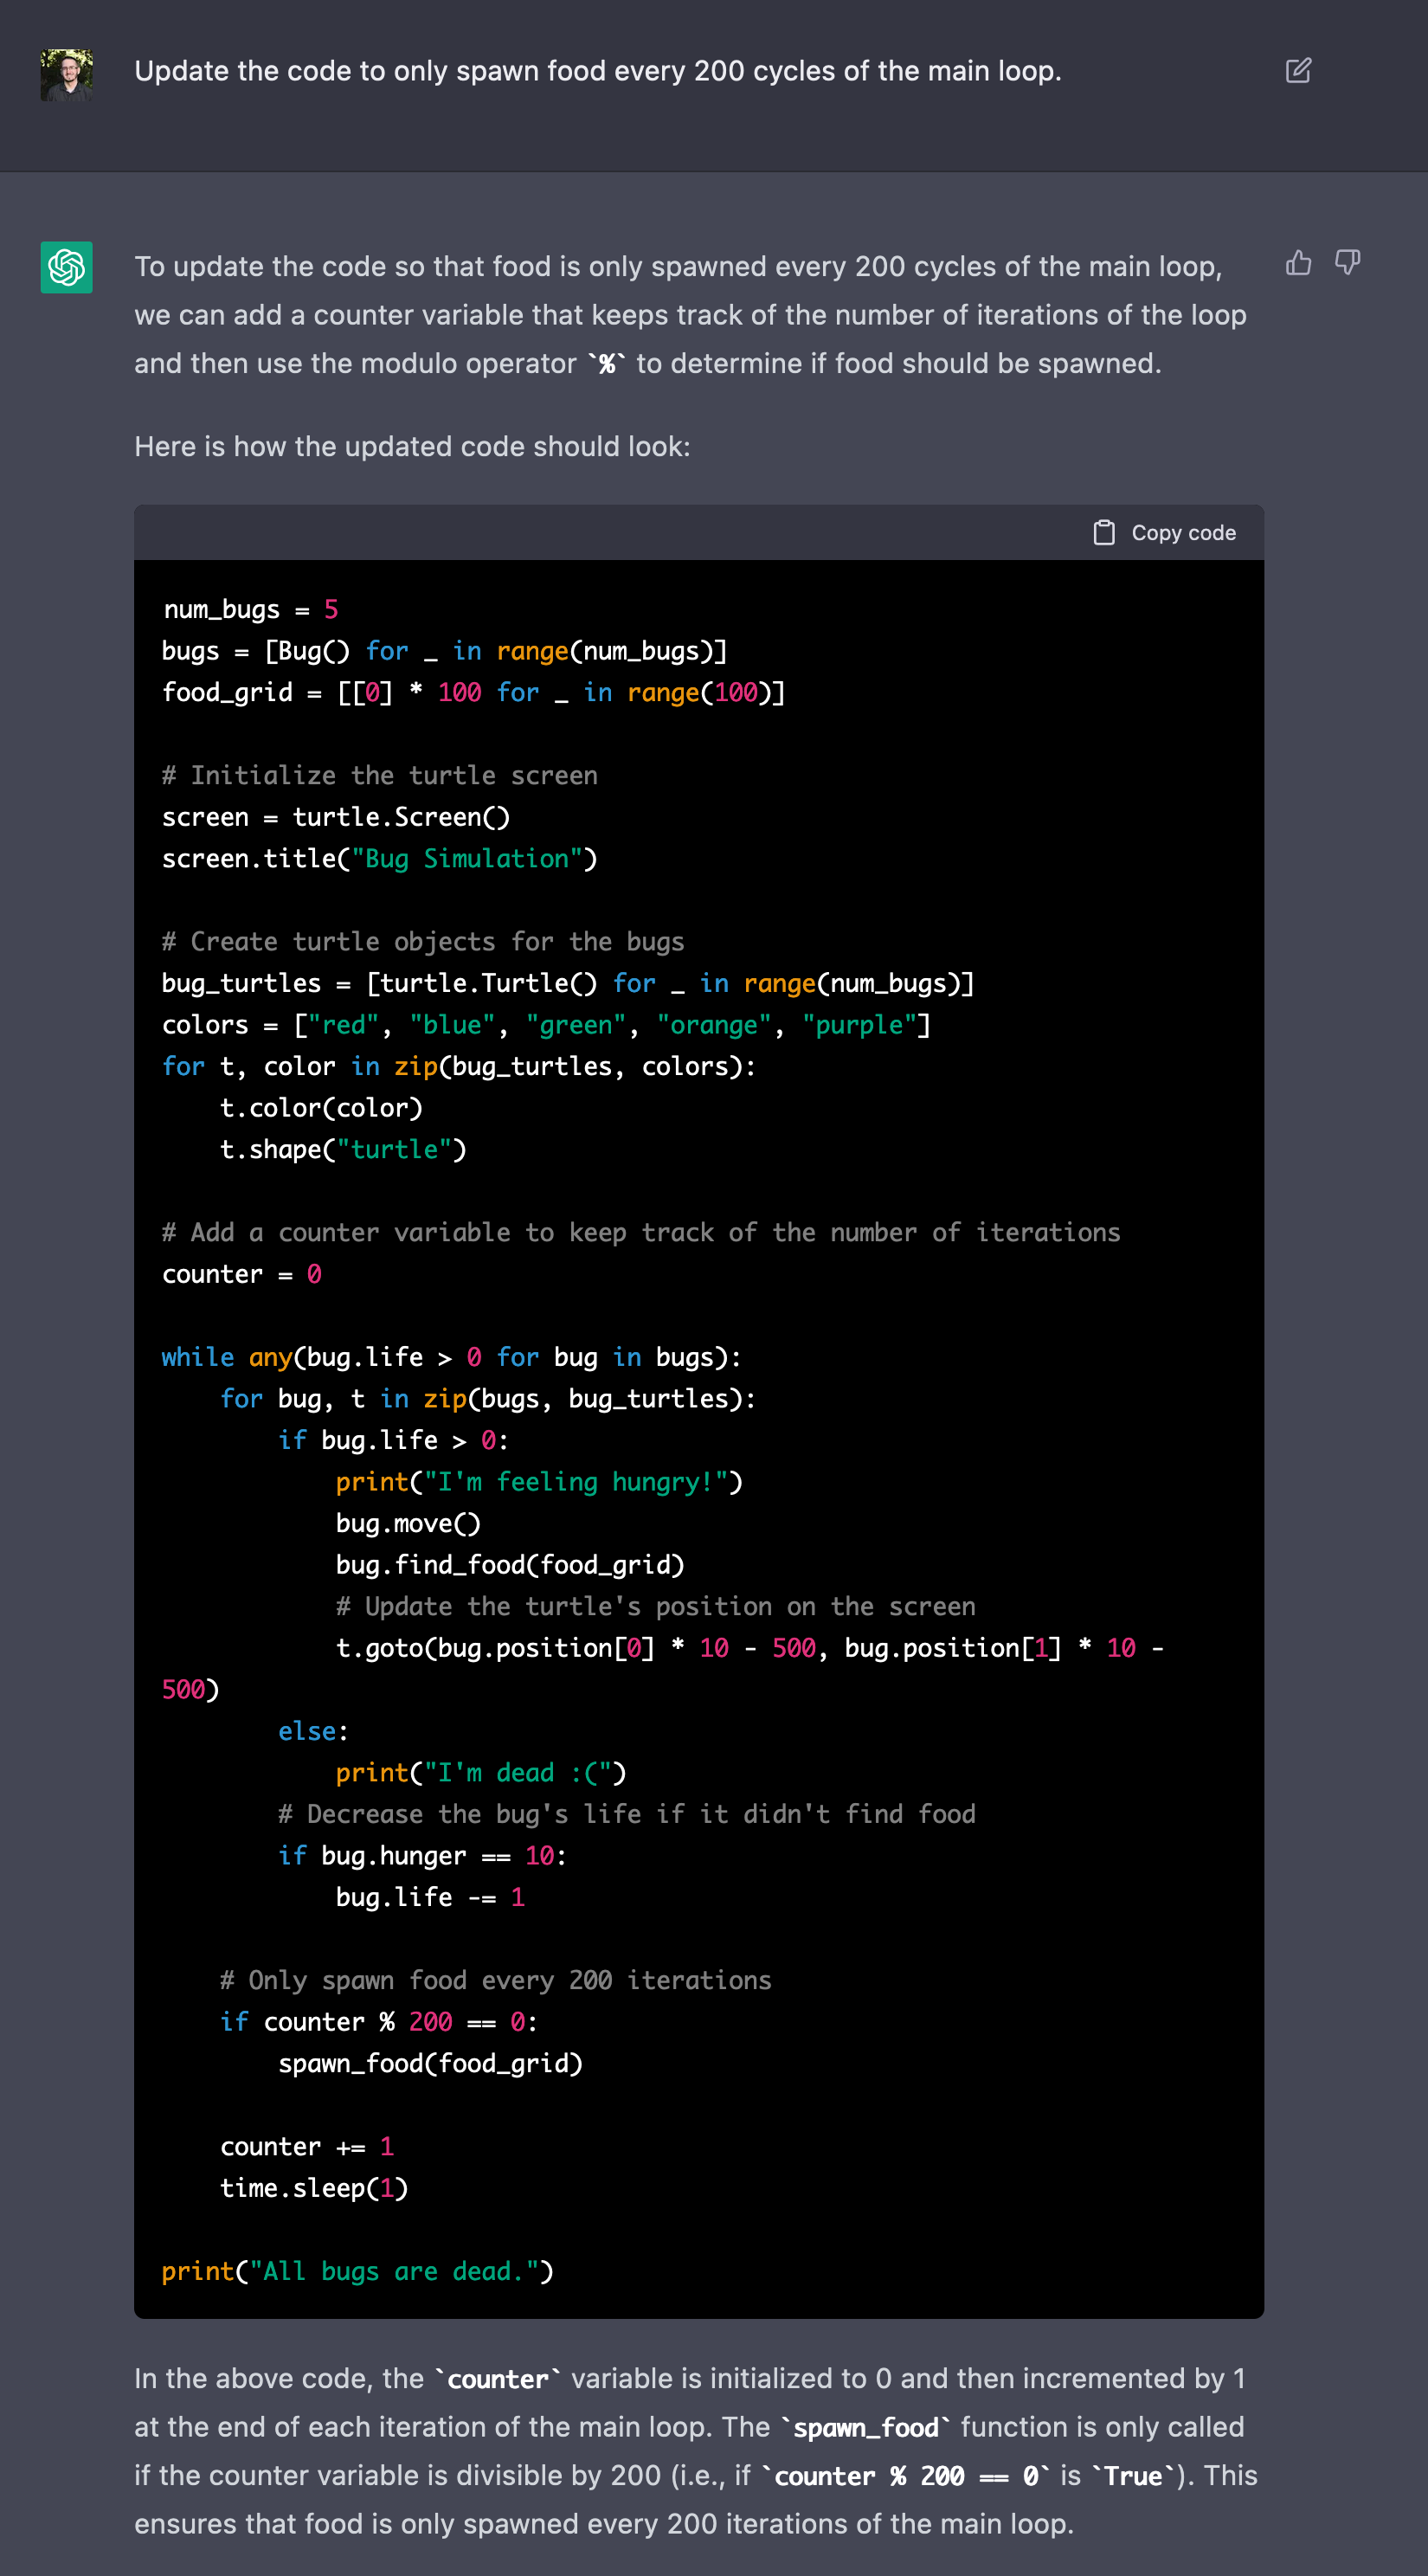 Update the code to only spawn food every 200 cycles of the main loop.
To update the code so that food is only spawned every 200 cycles of the main loop,
we can add a counter variable that keeps track of the number of iterations of the loop
and then use the modulo operator `%` to determine if food should be spawned.
Here is how the updated code should look:
Copy code
num_bugs = 5
bugs = [Bug() for _ in range(num_bugs)]
food_grid = [[0] * 100 for _ in range(100)]
# Initialize the turtle screen
screen = turtle.Screen()
screen.title("Bug Simulation")
# Create turtle objects for the bugs
bug_turtles = [turtle.Turtle() for _ in range(num_bugs)]
colors = ["red", "blue", "green", "orange", "purple"]
for t, color in zip(bug_turtles, colors):
    t.color(color)
    t.shape("turtle")
# Add a counter variable to keep track of the number of iterations
counter = 0
while any(bug.life > 0 for bug in bugs):
    for bug, t in zip(bugs, bug_turtles):
        if bug.life > 0:
            print("I'm feeling hungry!")
            bug.move()
            bug.find_food(food_grid)
            # Update the turtle's position on the screen
            t.goto(bug.position[0] * 10 - 500, bug.position[1] * 10 -
500)
        else:
            print("I'm dead :(")
        # Decrease the bug's life if it didn't find food
        if bug.hunger == 10:
            bug.life -= 1
    # Only spawn food every 200 iterations
    if counter % 200 == 0:
        spawn_food(food_grid)
    counter += 1
    time.sleep(1)
print("All bugs are dead.")
In the above code, the `counter` variable is initialized to 0 and then incremented by 1
at the end of each iteration of the main loop. The `spawn_food` function is only called
if the counter variable is divisible by 200 (i.e., if `counter % 200 == 0` is `True`). This
ensures that food is only spawned every 200 iterations of the main loop.